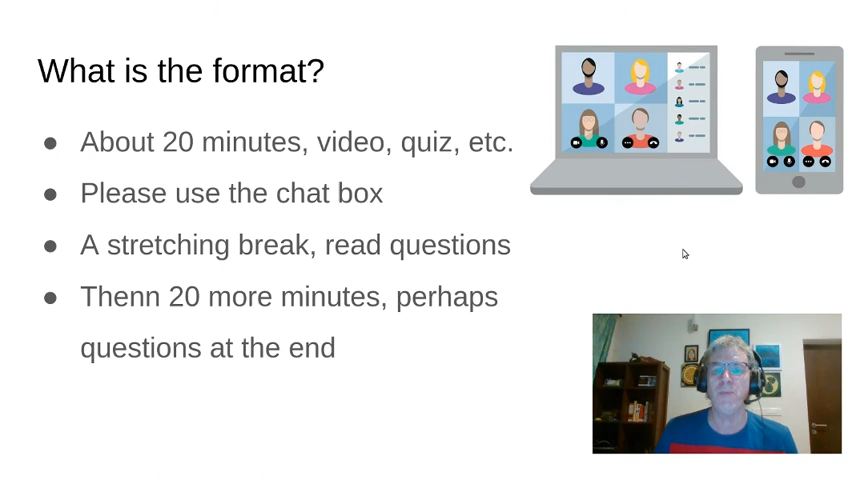 What is the format?
● About 20 minutes, video, quiz, etc.
● Please use the chat box
● A stretching break, read questions
● Thenn 20 more minutes, perhaps
questions at the end